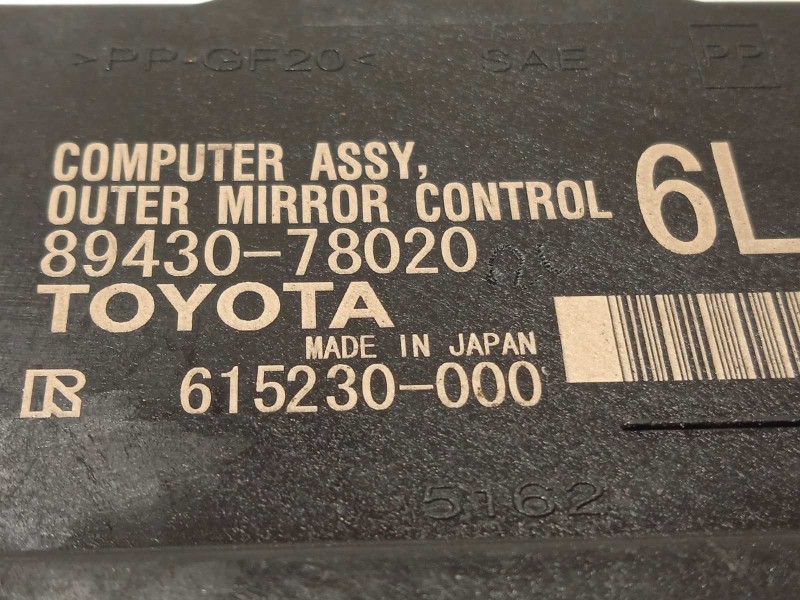 >PP-GF20< SAE PP
COMPUTER ASSY,
OUTER MIRROR CONTROL 6L
89430-78020
TOYOTA
MADE IN JAPAN
R 615230-000
5162